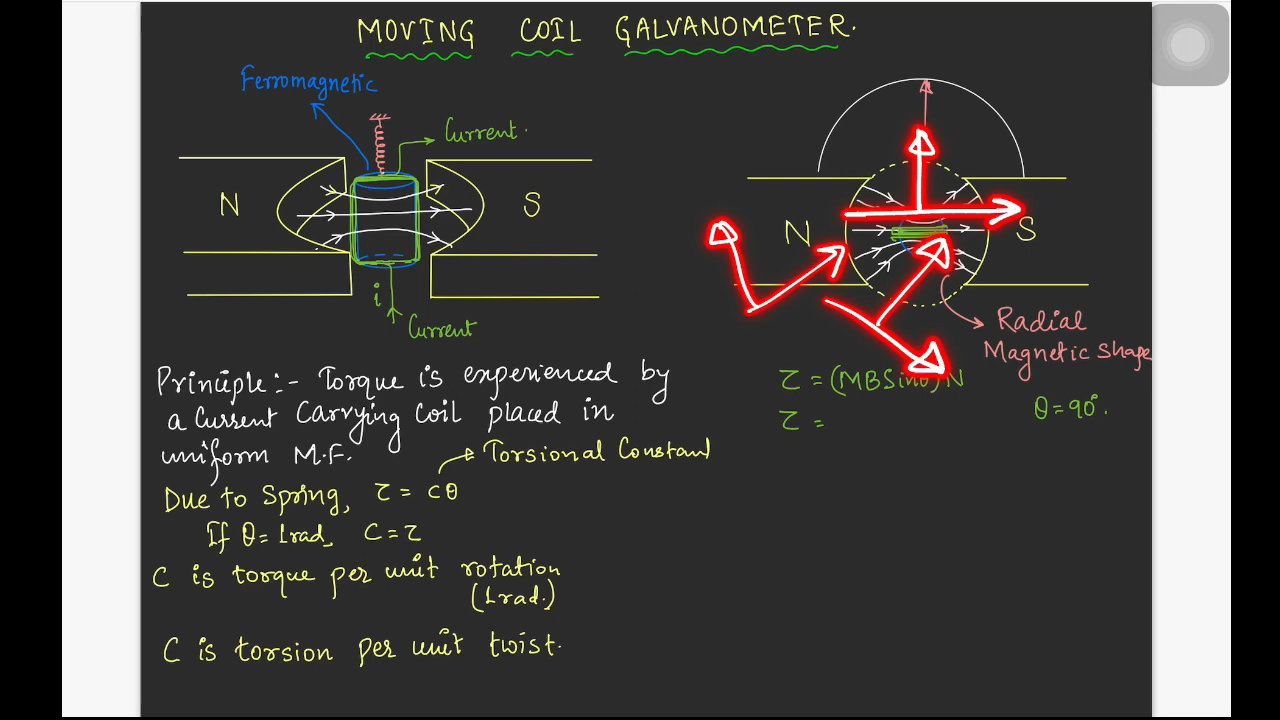 MOVING COIL GALVANOMETER.
Ferromagnetic
Current.
N
S
i
Current
N
S
Radial
Magnetic Shape
Principle:- Torque is experienced by
a Current Carrying Coil placed in
uniform M.F.
Torsional Constant
Due to Spring, τ = cθ
If θ = 1rad, C = τ
C is torque per unit rotation
(1rad.)
C is torsion per unit twist.
τ = (MBSinθ)N
τ =
θ = 90°.